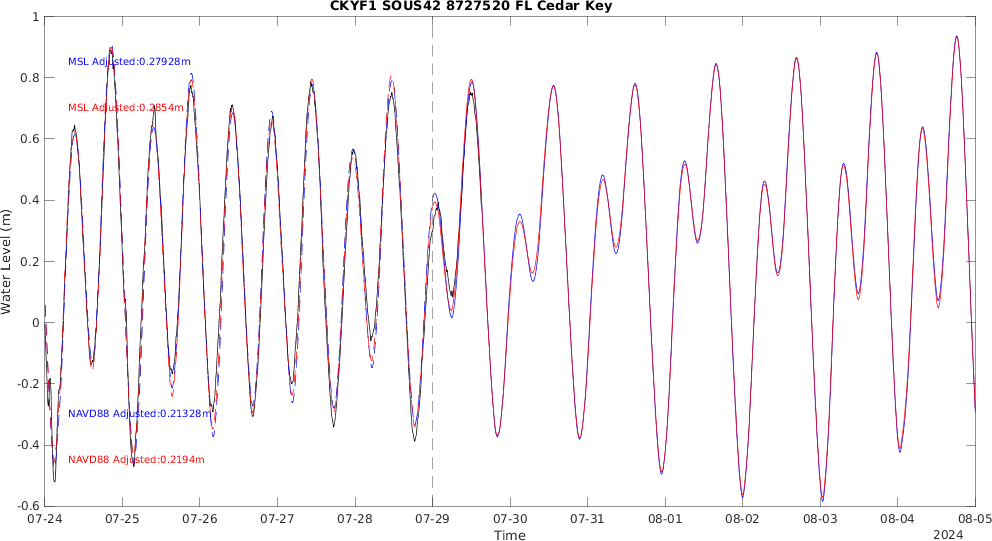 CKYF1 SOUS42 8727520 FL Cedar Key
Water Level (m)
1
0.8
0.6
0.4
0.2
0
-0.2
-0.4
-0.6
MSL Adjusted:0.27928m
MSL Adjusted:0.2854m
NAVD88 Adjusted:0.21328m
NAVD88 Adjusted:0.2194m
07-24 07-25 07-26 07-27 07-28 07-29 07-30 07-31 08-01 08-02 08-03 08-04 08-05
Time
2024